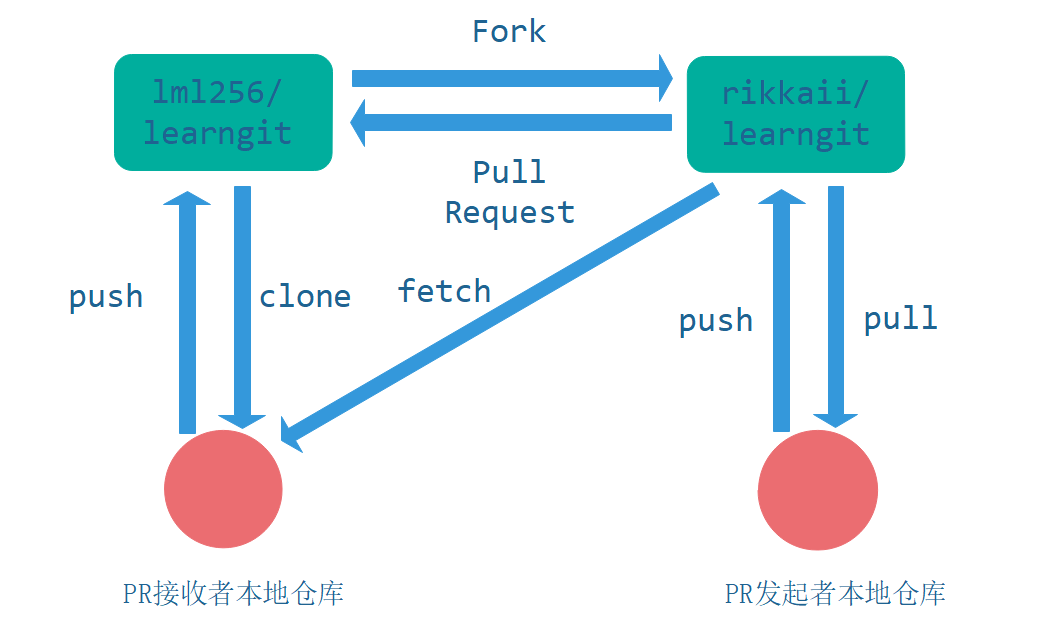 Fork
lml256/
learngit
rikkaii/
learngit
Pull
Request
push
clone
fetch
push
pull
PR接收者本地仓库
PR发起者本地仓库